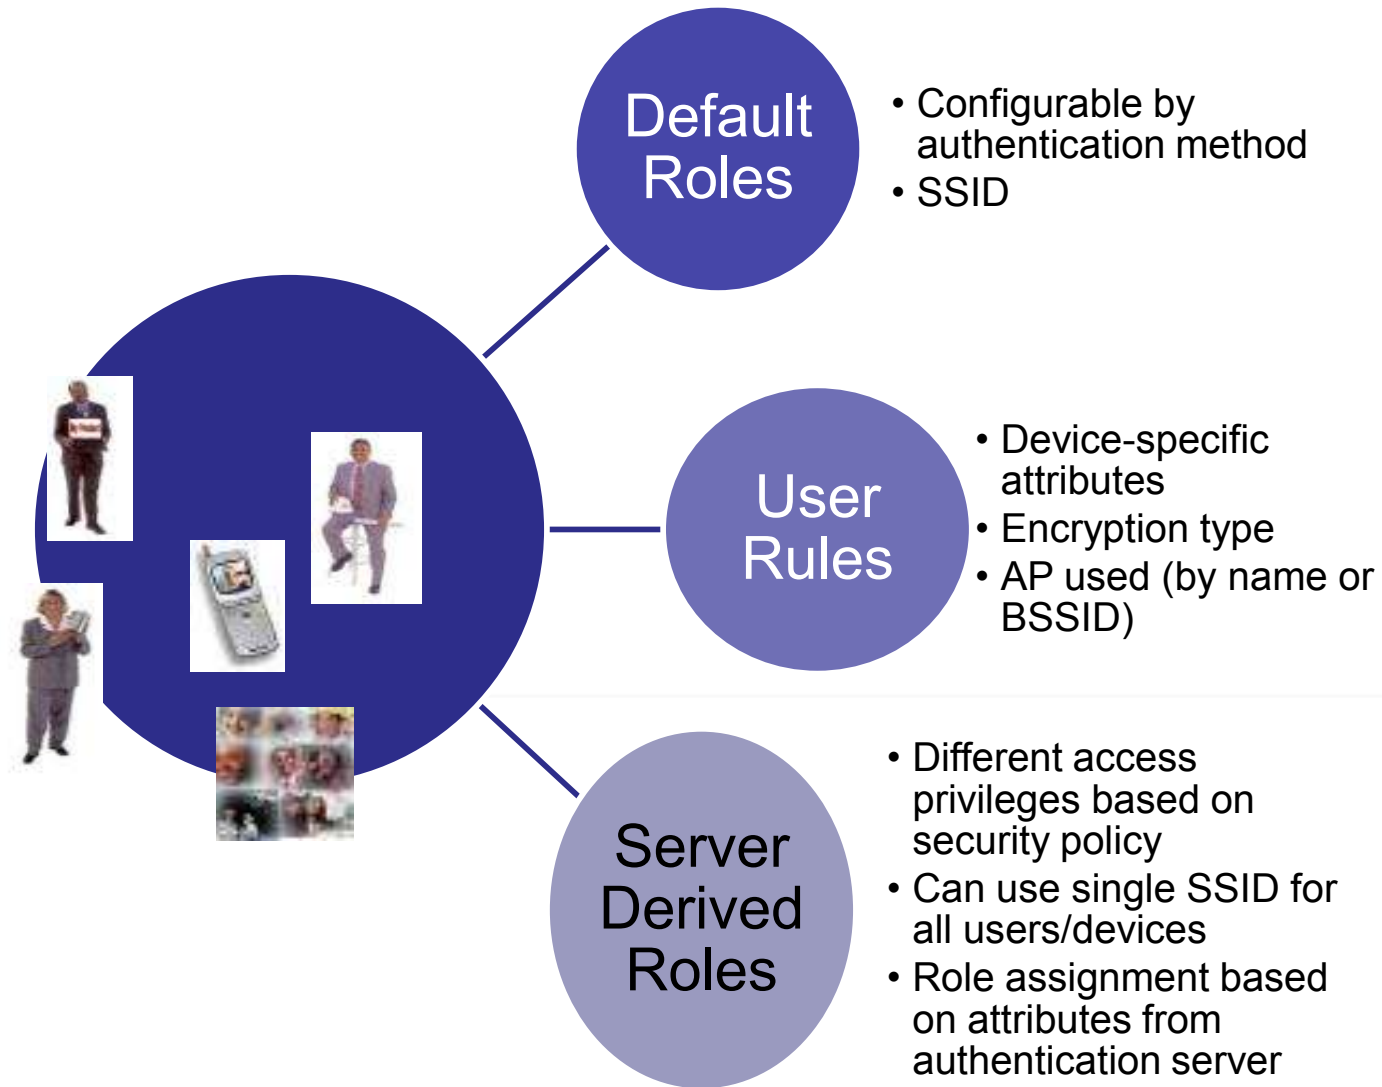 Default
Roles
• Configurable by
authentication method
• SSID
User
Rules
• Device-specific
attributes
• Encryption type
• AP used (by name or
BSSID)
Server
Derived
Roles
• Different access
privileges based on
security policy
• Can use single SSID for
all users/devices
• Role assignment based
on attributes from
authentication server